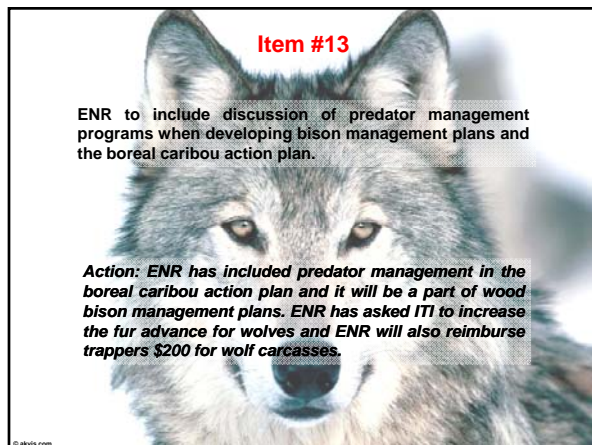 Item #13
ENR to include discussion of predator management
programs when developing bison management plans and
the boreal caribou action plan.
Action: ENR has included predator management in the
boreal caribou action plan and it will be a part of wood
bison management plans. ENR has asked ITI to increase
the fur advance for wolves and ENR will also reimburse
trappers $200 for wolf carcasses.
© akvis.com